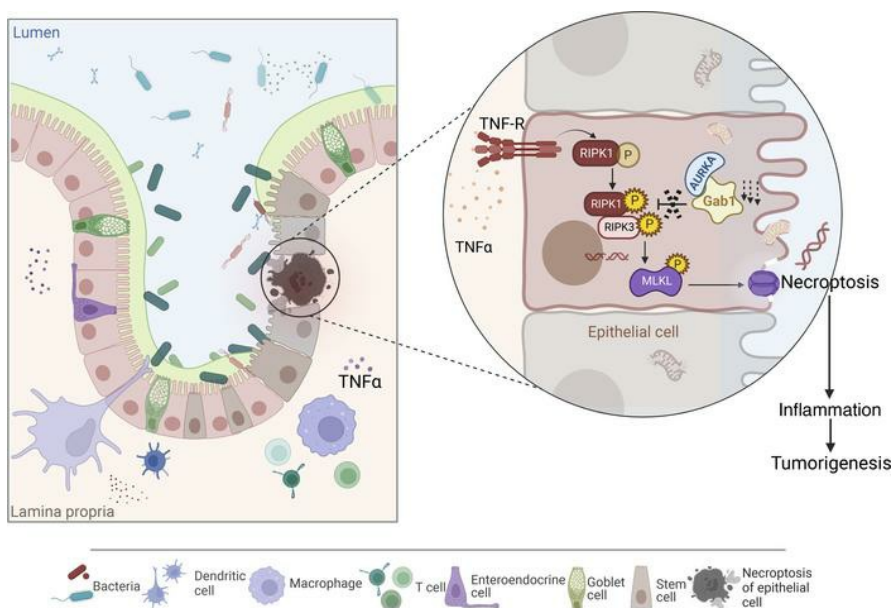 Lumen
TNFα
Lamina propria
TNF-R
TNFα
RIPK1
P
RIPK1
P
RIPK3
P
AURKA
Gab1
P
MLKL
Epithelial cell
Necroptosis
Inflammation
Tumorigenesis
Bacteria
Dendritic
cell
Macrophage
T cell
Enteroendocrine
cell
Goblet
cell
Stem
cell
Necroptosis
of epithelial
cell